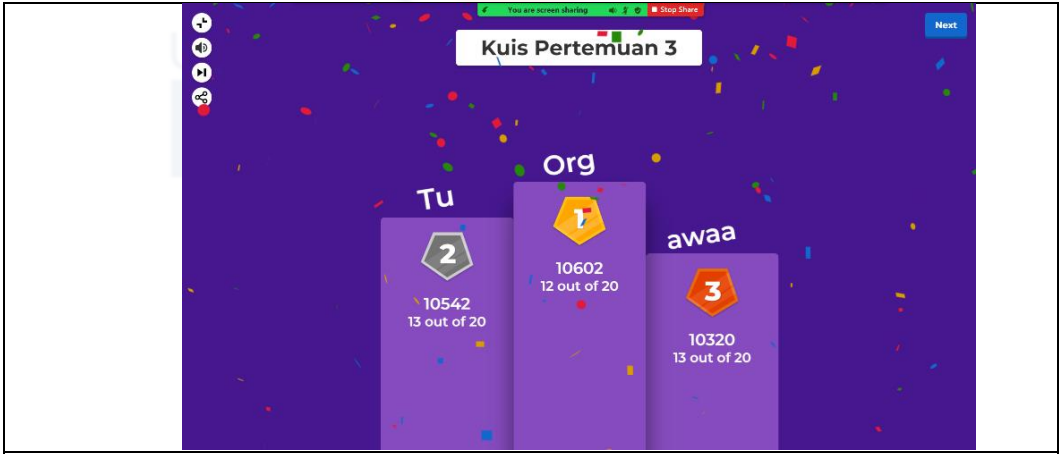 You are screen sharing
Stop Share
Next
Kuis Pertemuan 3
Org
1
10602
12 out of 20
Tu
2
10542
13 out of 20
awaa
3
10320
13 out of 20